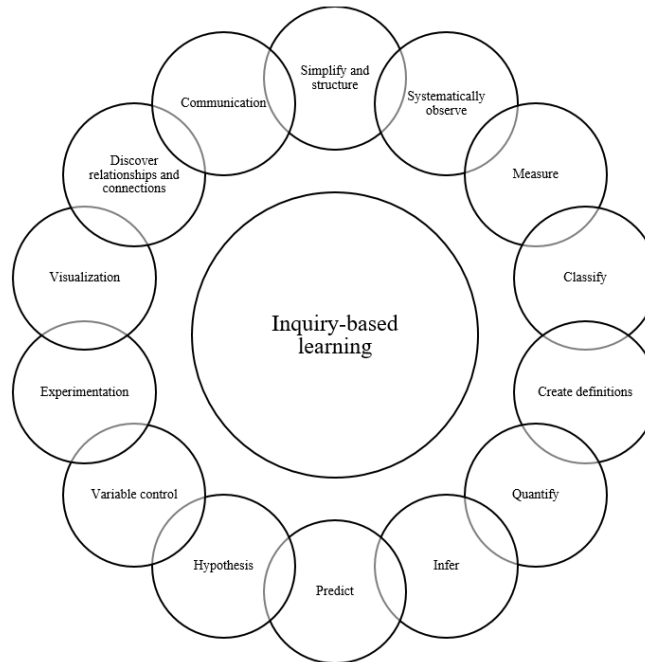 Simplify and
structure
Systematically
observe
Measure
Classify
Create definitions
Quantify
Infer
Predict
Hypothesis
Variable control
Experimentation
Visualization
Discover
relationships and
connections
Communication
Inquiry-based
learning